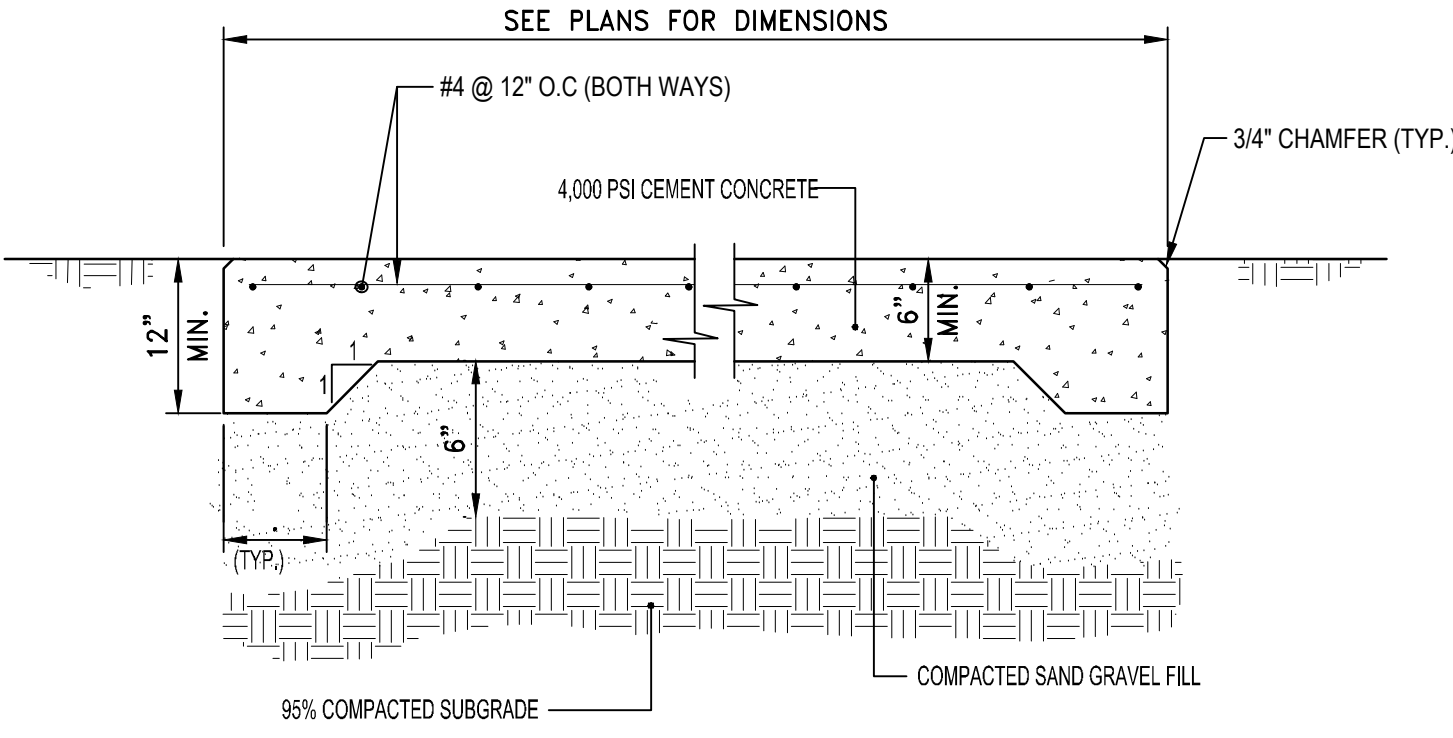 SEE PLANS FOR DIMENSIONS
#4 @ 12" O.C (BOTH WAYS)
3/4" CHAMFER (TYP.)
4,000 PSI CEMENT CONCRETE
12" MIN.
6" MIN.
1
1
6"
(TYP.)
COMPACTED SAND GRAVEL FILL
95% COMPACTED SUBGRADE